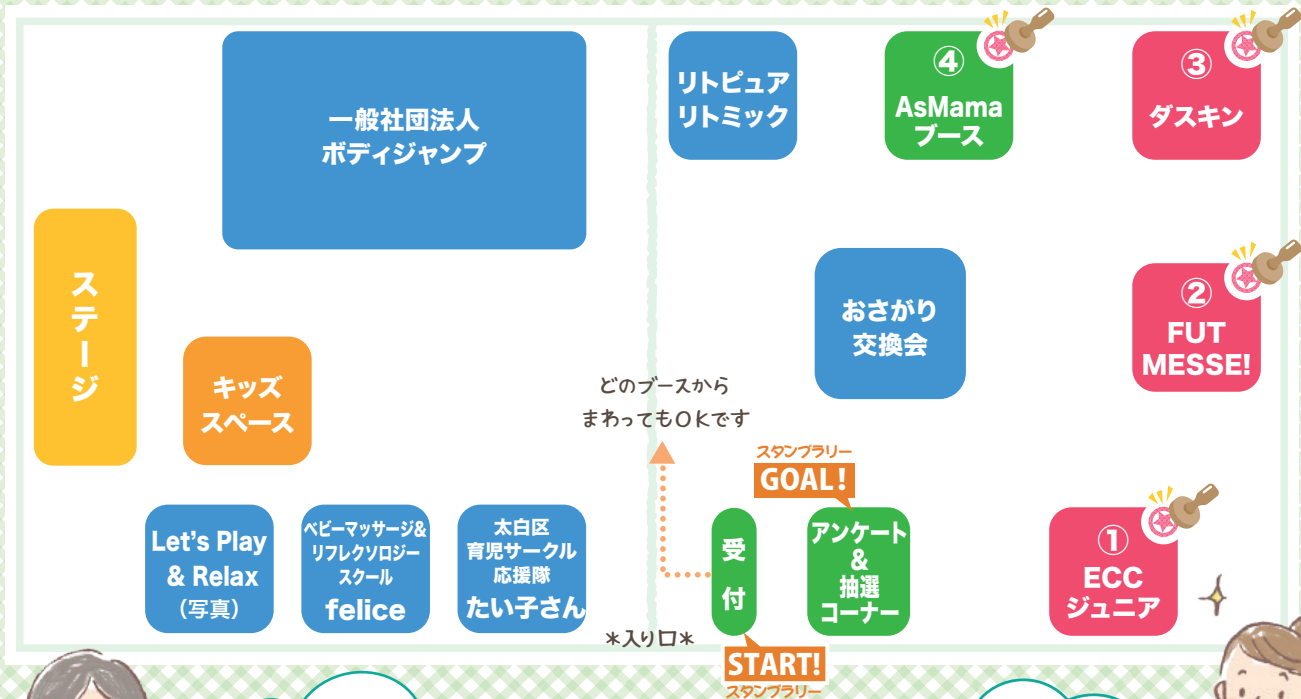 一般社団法人
ボディジャンプ
リトピュア
リトミック
④
AsMama
ブース
③
ダスキン
ステージ
キッズ
スペース
おさがり
交換会
②
FUT
MESSE!
どのブースから
まわってもOKです
スタンプラリー
GOAL!
Let's Play
& Relax
(写真)
ベビーマッサージ&
リフレクソロジー
スクール
felice
太白区
育児サークル
応援隊
たい子さん
受付
アンケート
&
抽選
コーナー
①
ECC
ジュニア
*入り口*
START!
スタンプラリー